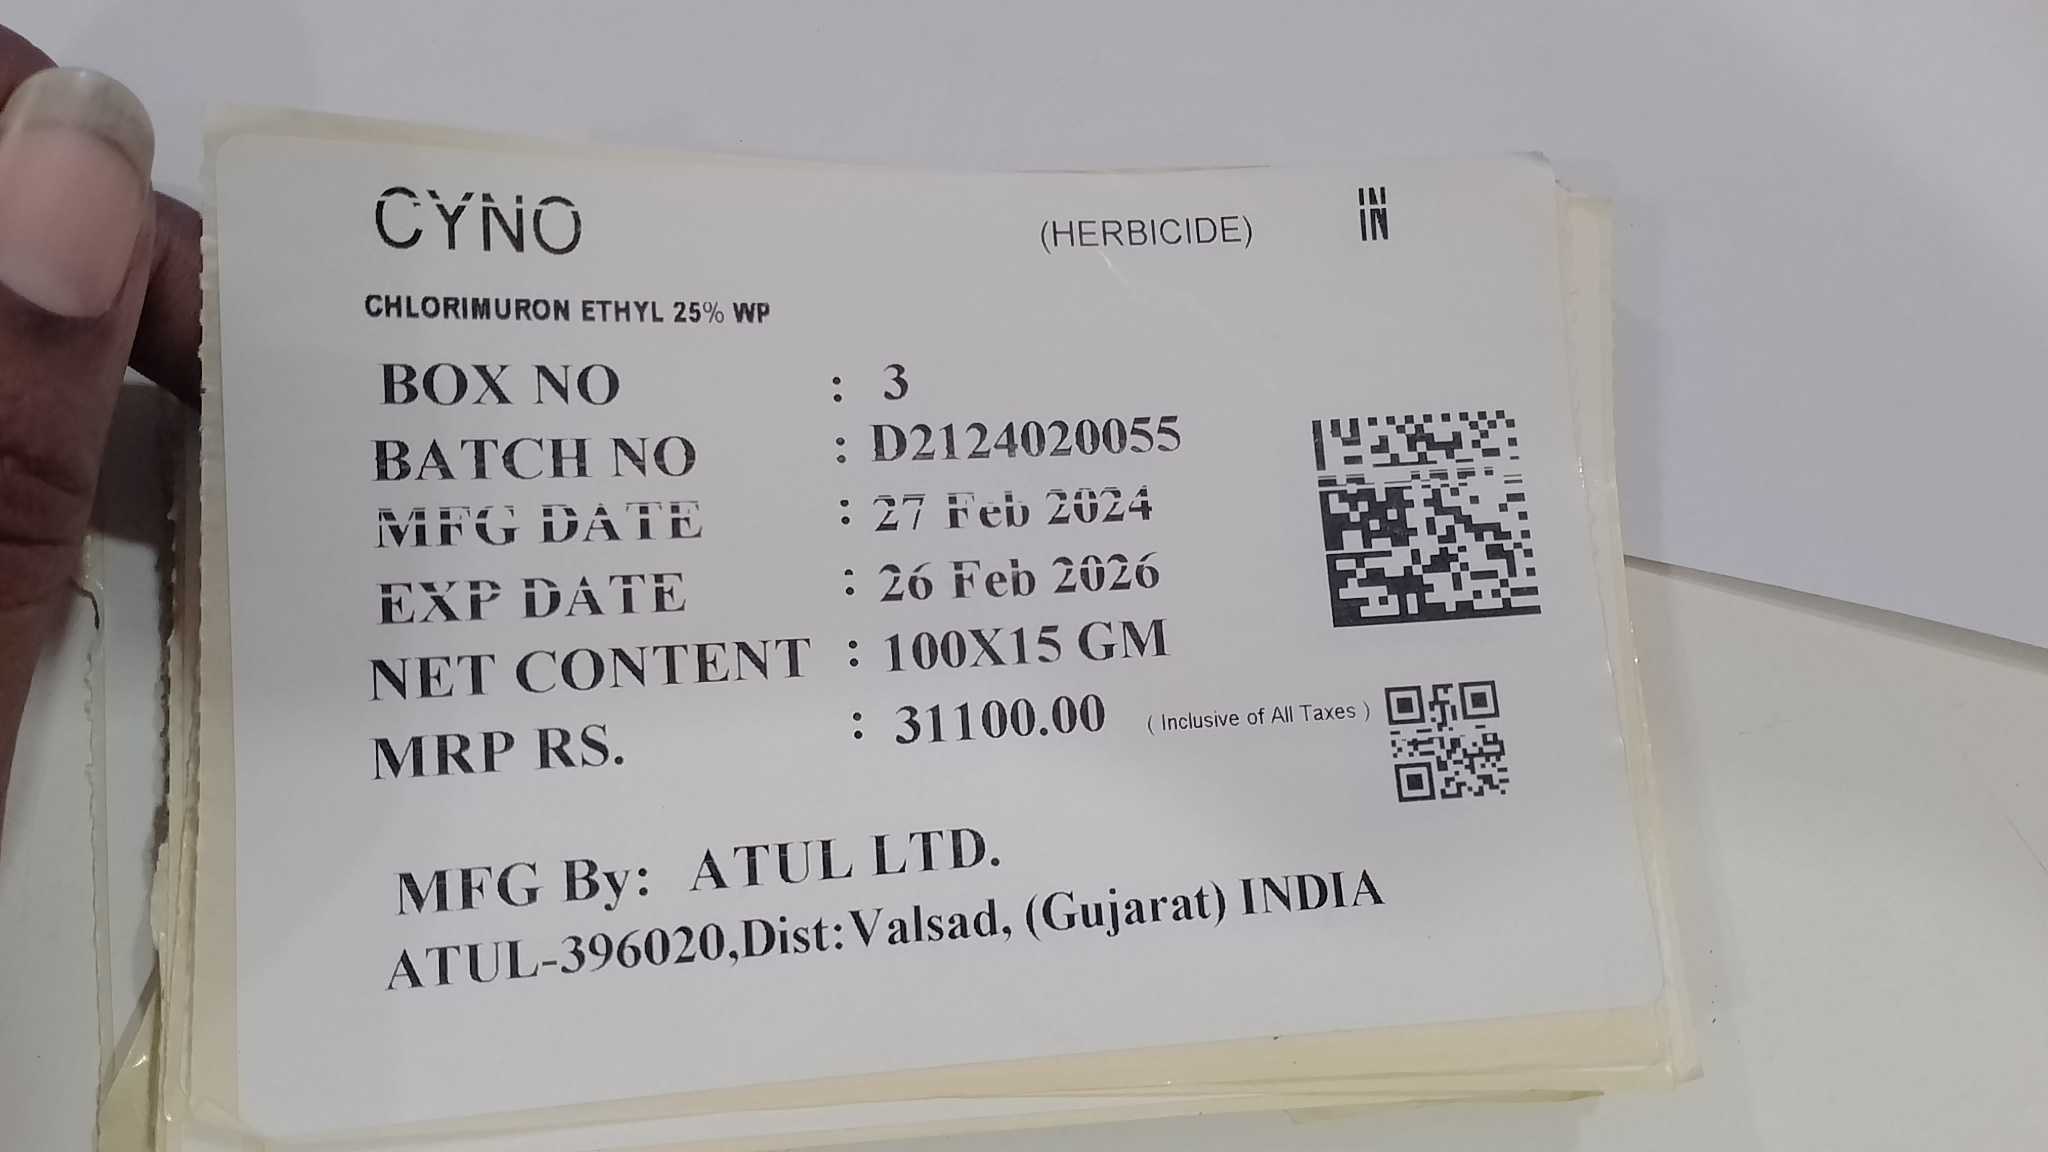 CYNO (HERBICIDE) IN
CHLORIMURON ETHYL 25% WP
BOX NO : 3
BATCH NO : D2124020055
MFG DATE : 27 Feb 2024
EXP DATE : 26 Feb 2026
NET CONTENT : 100X15 GM
MRP RS. : 31100.00 ( Inclusive of All Taxes )
MFG By: ATUL LTD.
ATUL-396020,Dist:Valsad, (Gujarat) INDIA